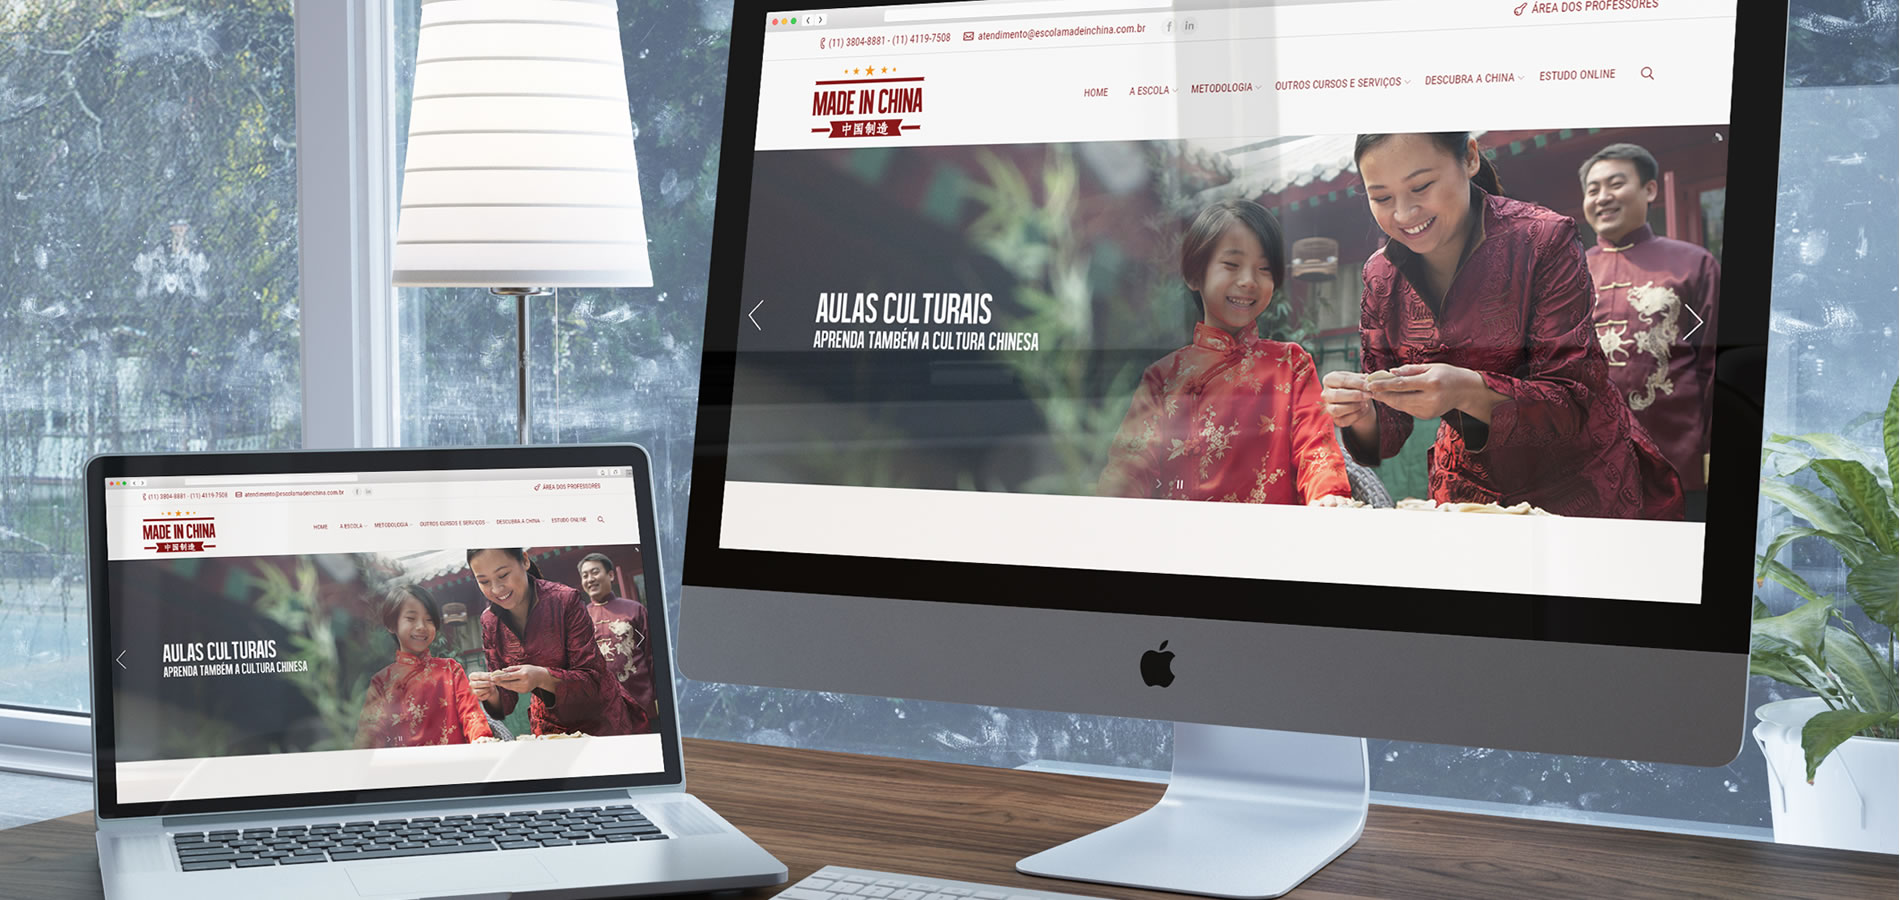 ÁREA DOS PROFESSORES
(11) 3804-8881 - (11) 4119-7508 atendimento@escolamadeinchina.com.br f in
MADE IN CHINA
中国制造
HOME A ESCOLA METODOLOGIA OUTROS CURSOS E SERVIÇOS DESCUBRA A CHINA ESTUDO ONLINE
AULAS CULTURAIS
APRENDA TAMBÉM A CULTURA CHINESA
(11) 3804-8881 - (11) 4119-7508 atendimento@escolamadeinchina.com.br f in ÁREA DOS PROFESSORES
MADE IN CHINA
中国制造
HOME A ESCOLA METODOLOGIA OUTROS CURSOS E SERVIÇOS DESCUBRA A CHINA ESTUDO ONLINE
AULAS CULTURAIS
APRENDA TAMBÉM A CULTURA CHINESA